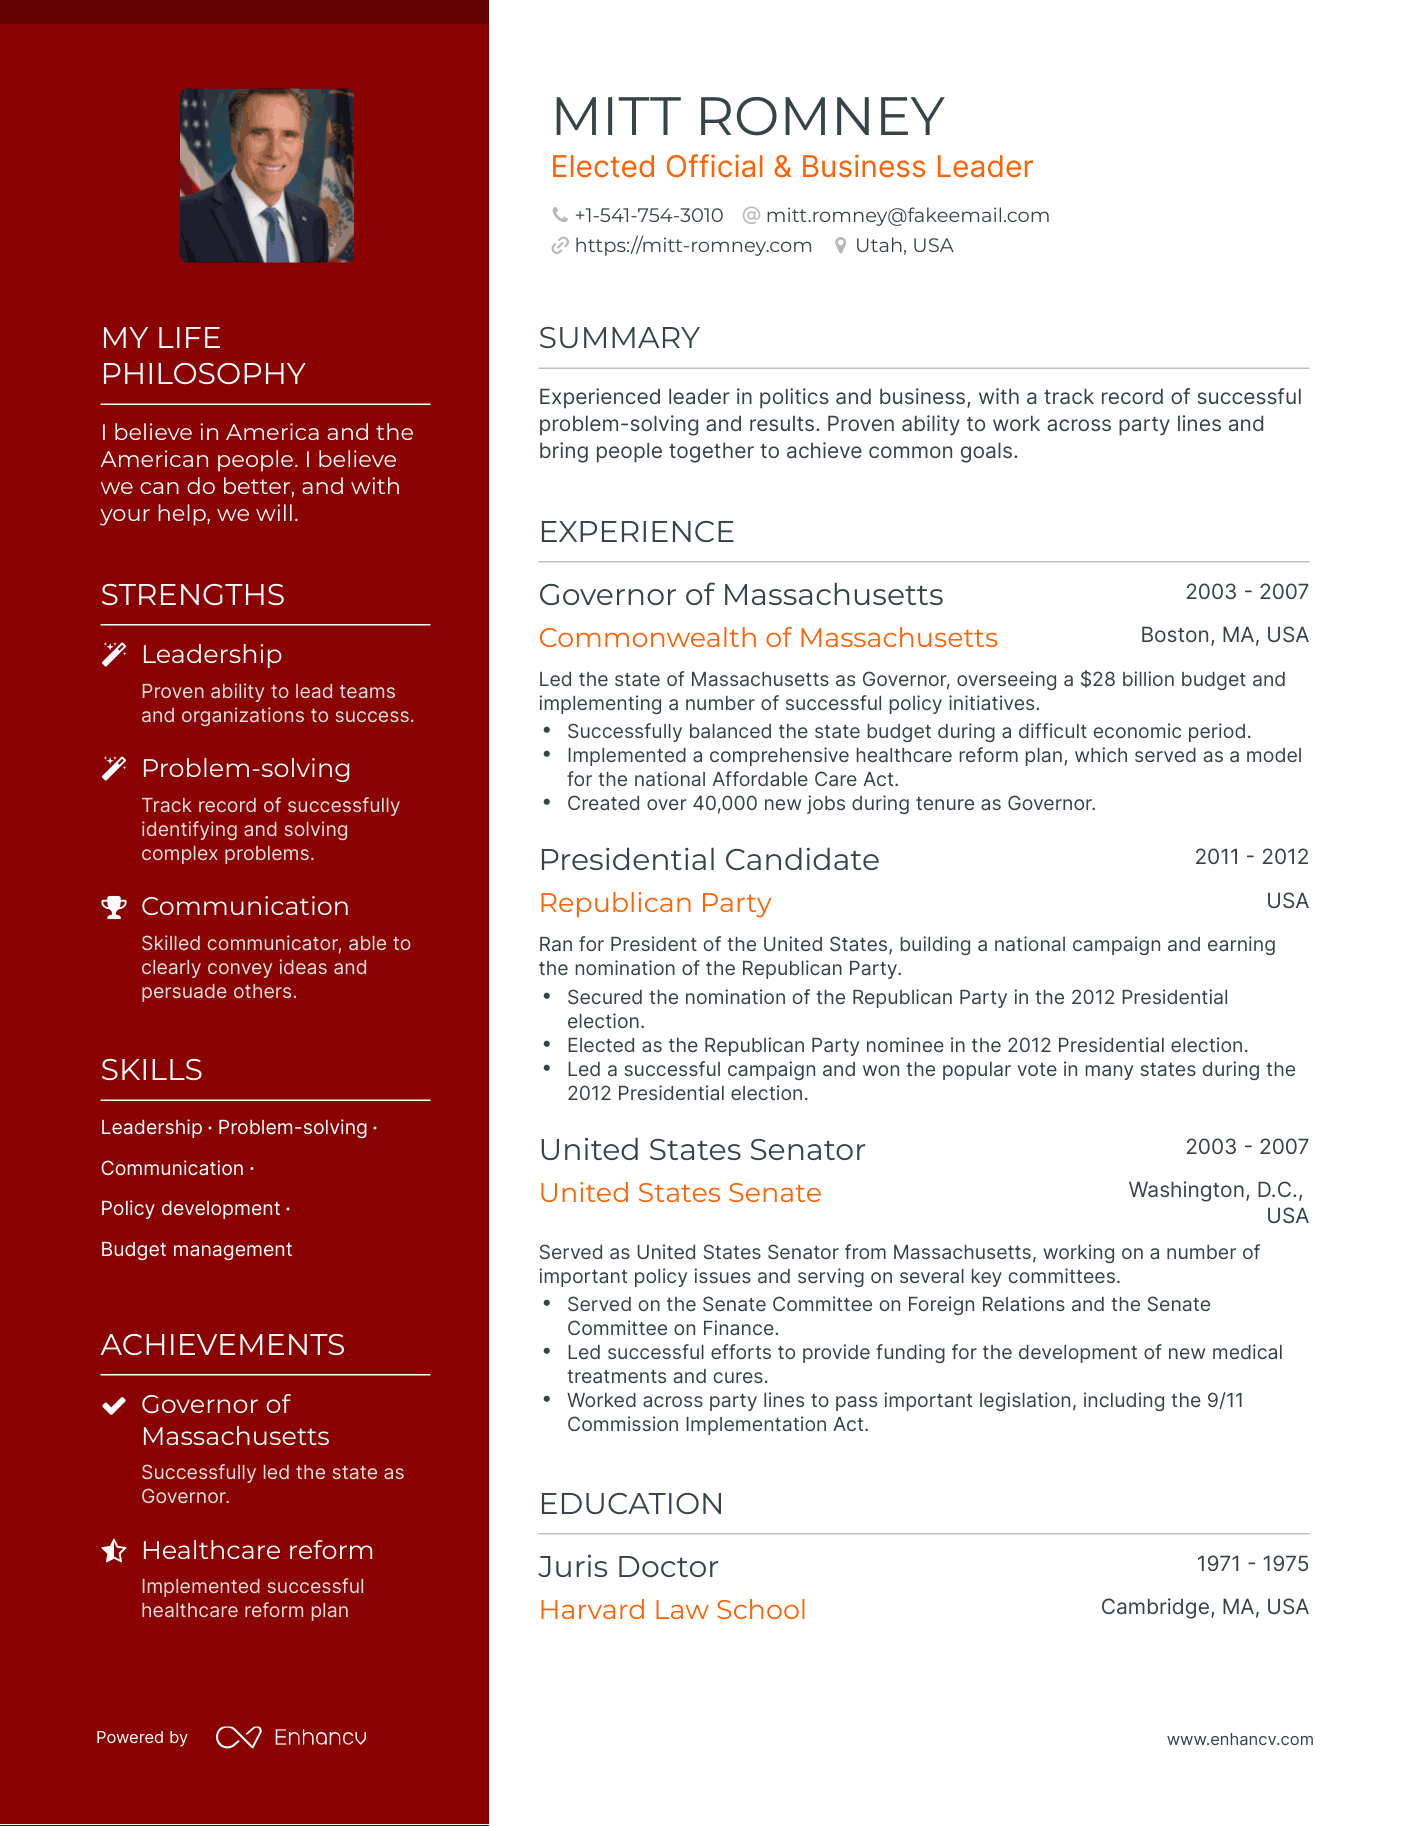 MITT ROMNEY
Elected Official & Business Leader
+1-541-754-3010 @ mitt.romney@fakeemail.com
https://mitt-romney.com Utah, USA
MY LIFE
PHILOSOPHY
I believe in America and the
American people. I believe
we can do better, and with
your help, we will.
STRENGTHS
Leadership
Proven ability to lead teams
and organizations to success.
Problem-solving
Track record of successfully
identifying and solving
complex problems.
Communication
Skilled communicator, able to
clearly convey ideas and
persuade others.
SKILLS
Leadership · Problem-solving ·
Communication ·
Policy development ·
Budget management
ACHIEVEMENTS
Governor of
Massachusetts
Successfully led the state as
Governor.
Healthcare reform
Implemented successful
healthcare reform plan
SUMMARY
Experienced leader in politics and business, with a track record of successful
problem-solving and results. Proven ability to work across party lines and
bring people together to achieve common goals.
EXPERIENCE
Governor of Massachusetts 2003 - 2007
Commonwealth of Massachusetts Boston, MA, USA
Led the state of Massachusetts as Governor, overseeing a $28 billion budget and
implementing a number of successful policy initiatives.
• Successfully balanced the state budget during a difficult economic period.
• Implemented a comprehensive healthcare reform plan, which served as a model
for the national Affordable Care Act.
• Created over 40,000 new jobs during tenure as Governor.
Presidential Candidate 2011 - 2012
Republican Party USA
Ran for President of the United States, building a national campaign and earning
the nomination of the Republican Party.
• Secured the nomination of the Republican Party in the 2012 Presidential
election.
• Elected as the Republican Party nominee in the 2012 Presidential election.
• Led a successful campaign and won the popular vote in many states during the
2012 Presidential election.
United States Senator 2003 - 2007
United States Senate Washington, D.C.,
USA
Served as United States Senator from Massachusetts, working on a number of
important policy issues and serving on several key committees.
• Served on the Senate Committee on Foreign Relations and the Senate
Committee on Finance.
• Led successful efforts to provide funding for the development of new medical
treatments and cures.
• Worked across party lines to pass important legislation, including the 9/11
Commission Implementation Act.
EDUCATION
Juris Doctor 1971 - 1975
Harvard Law School Cambridge, MA, USA
Powered by Enhancv
www.enhancv.com